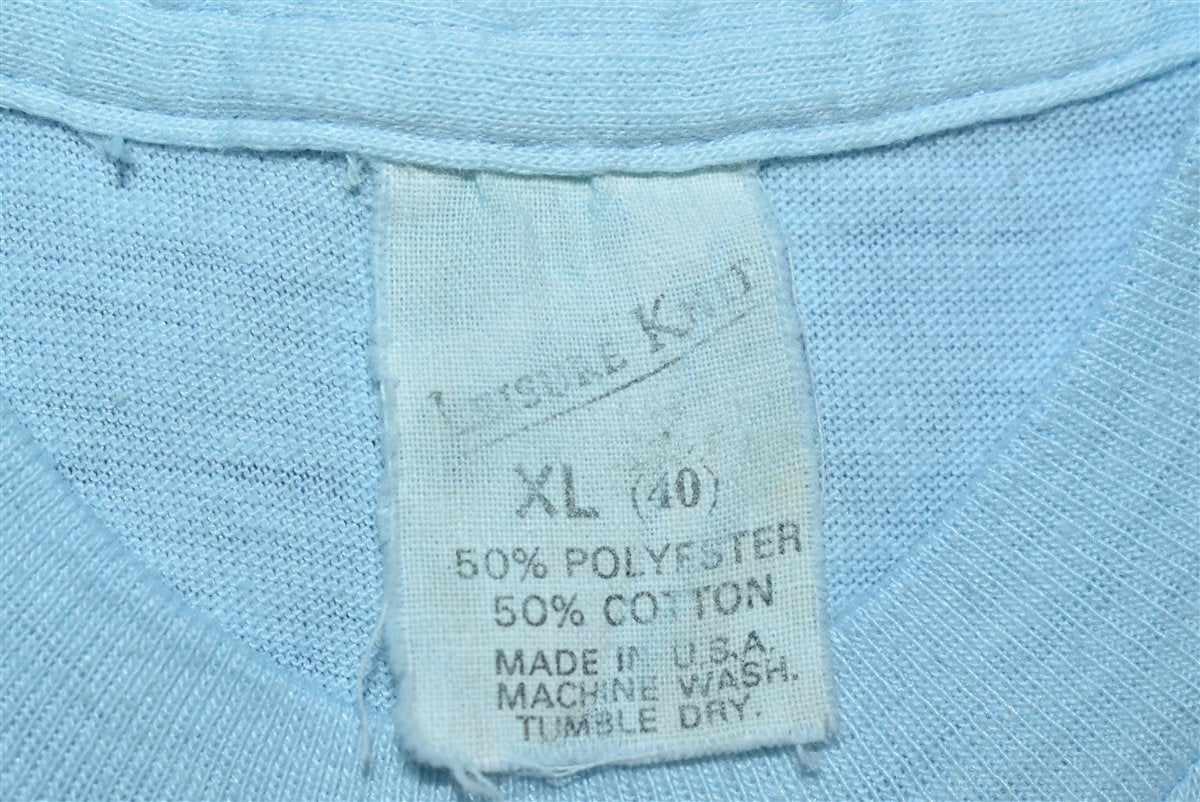 LEISURE KNIT
XL (40)
50% POLYESTER
50% COTTON
MADE IN U.S.A.
MACHINE WASH.
TUMBLE DRY.